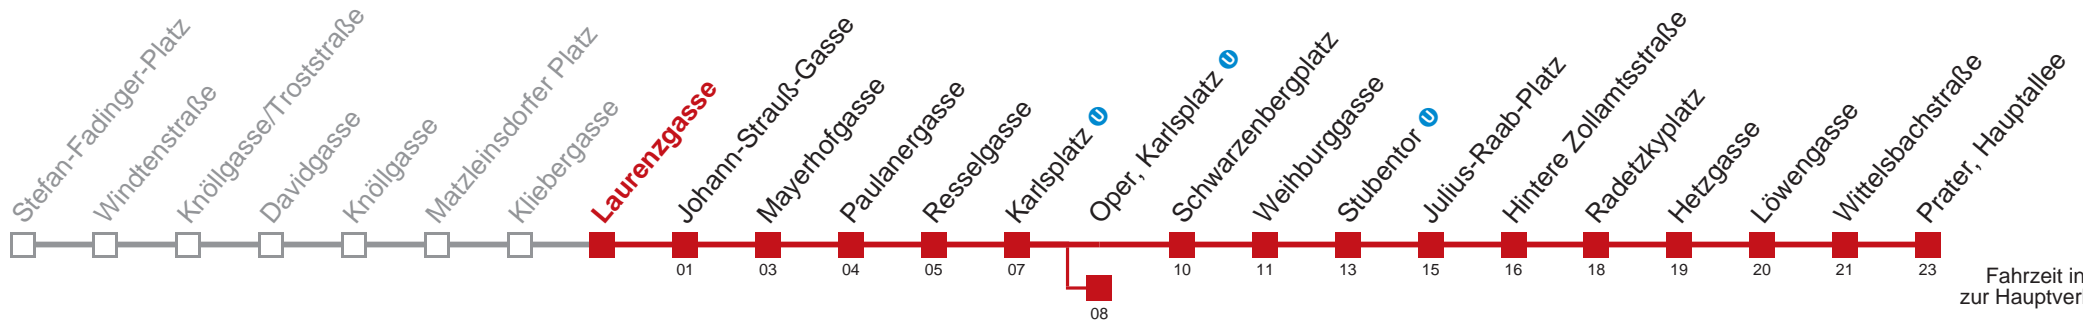 Stefan-Fadinger-Platz
Windtenstraße
Knöllgasse/Troststraße
Davidgasse
Knöllgasse
Matzleinsdorfer Platz
Kliebergasse
Laurenzgasse
Johann-Strauß-Gasse
Mayerhofgasse
Paulanergasse
Resselgasse
Karlsplatz U
Oper, Karlsplatz U
Schwarzenbergplatz
Weihburggasse
Stubentor U
Julius-Raab-Platz
Hintere Zollamtsstraße
Radetzkyplatz
Hetzgasse
Löwengasse
Wittelsbachstraße
Prater, Hauptallee
01 03 04 05 07 10 11 13 15 16 18 19 20 21 23
08
Fahrzeit in
zur Hauptver